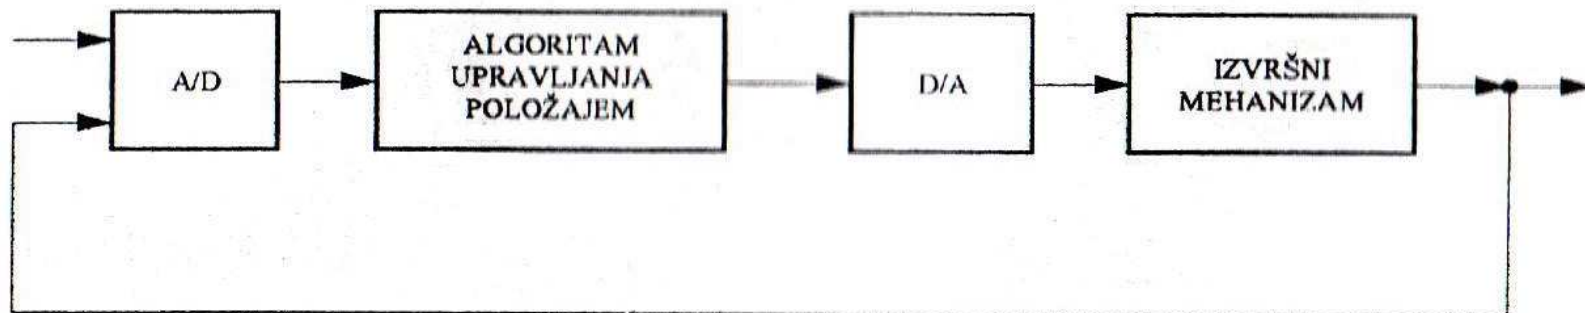 A/D
ALGORITAM
UPRAVLJANJA
POLOŽAJEM
D/A
IZVRŠNI
MEHANIZAM